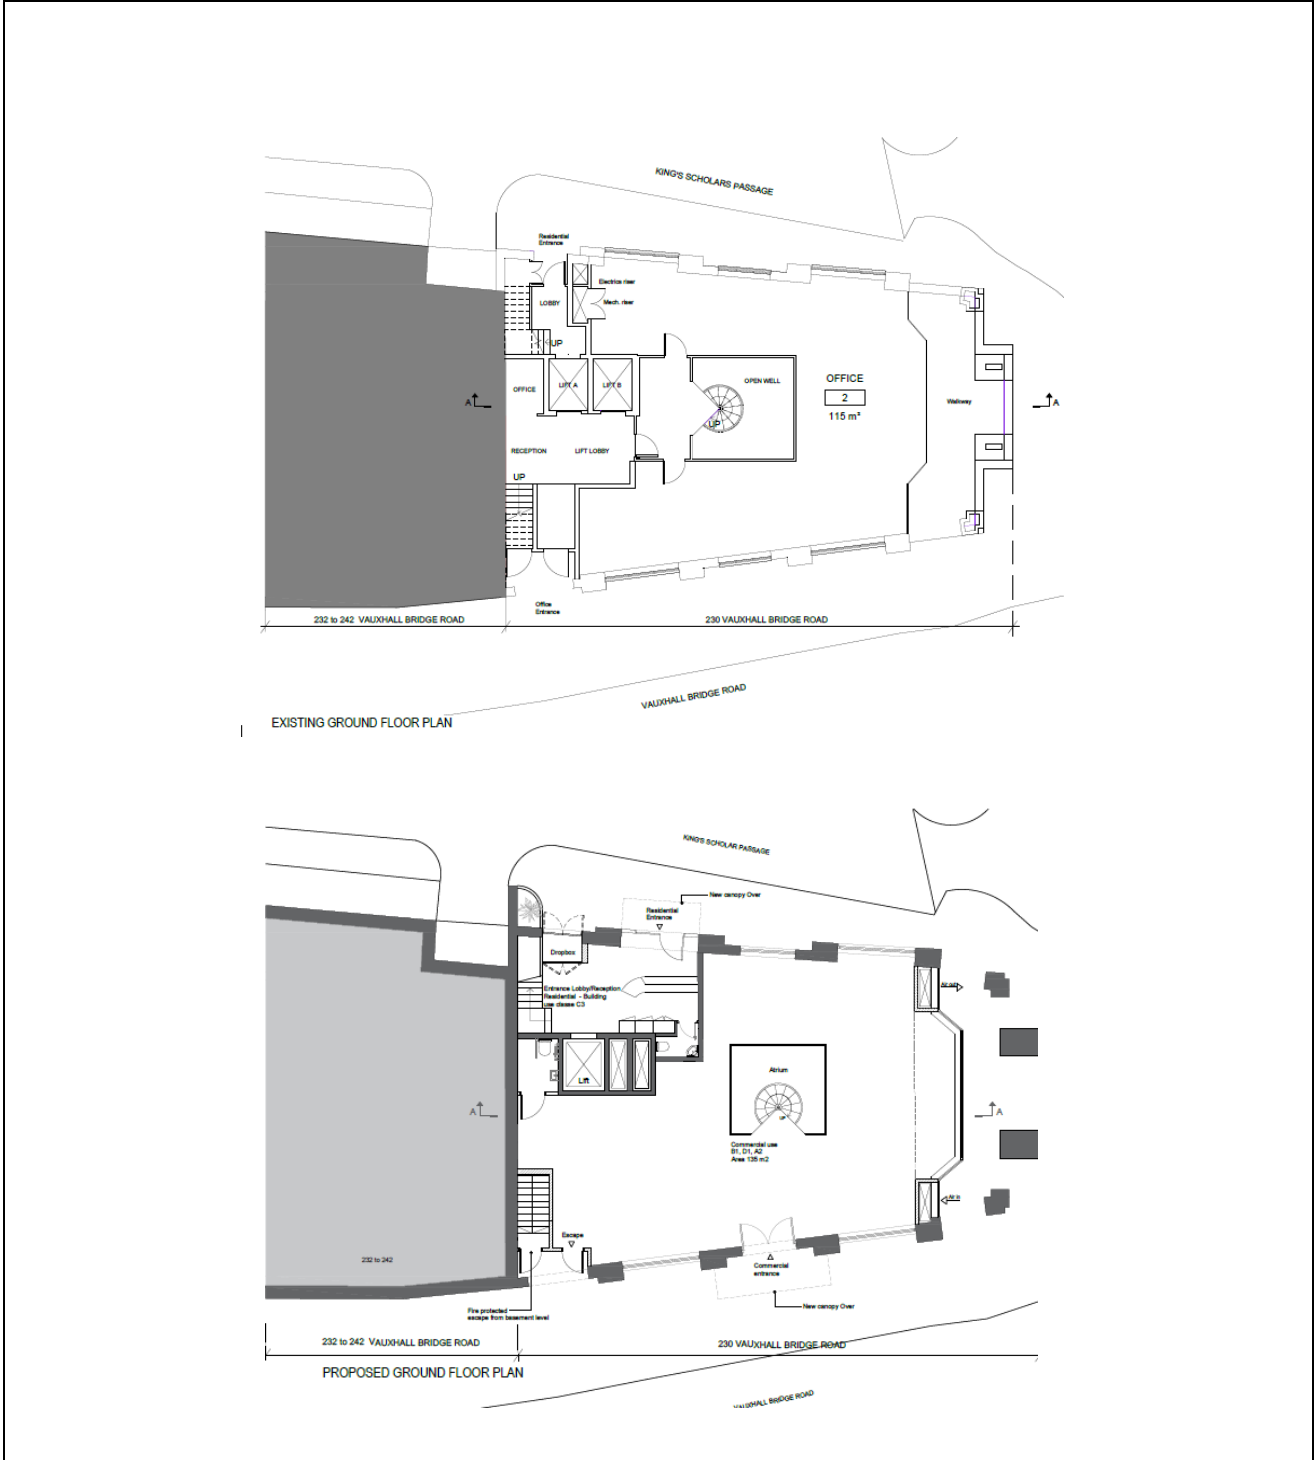 KING'S SCHOLARS PASSAGE
Residential
Entrance
Electrics riser
LOBBY
Mech. riser
UP
OFFICE
LIFT A
LIFT B
OPEN WELL
OFFICE
2
115 m²
Walkway
A
A
UP
RECEPTION
LIFT LOBBY
UP
Office
Entrance
232 to 242 VAUXHALL BRIDGE ROAD
230 VAUXHALL BRIDGE ROAD
VAUXHALL BRIDGE ROAD
EXISTING GROUND FLOOR PLAN
KING'S SCHOLAR PASSAGE
New canopy Over
Residential
Entrance
Dropbox
Entrance Lobby/Reception
Residential - Building
use classe C3
Air out
Lift
Atrium
UP
A
A
Commercial use
B1, D1, A2
Area 135 m2
Air in
Escape
Commercial
entrance
232 to 242
New canopy Over
Fire protected
escape from basement level
232 to 242 VAUXHALL BRIDGE ROAD
230 VAUXHALL BRIDGE ROAD
PROPOSED GROUND FLOOR PLAN
VAUXHALL BRIDGE ROAD